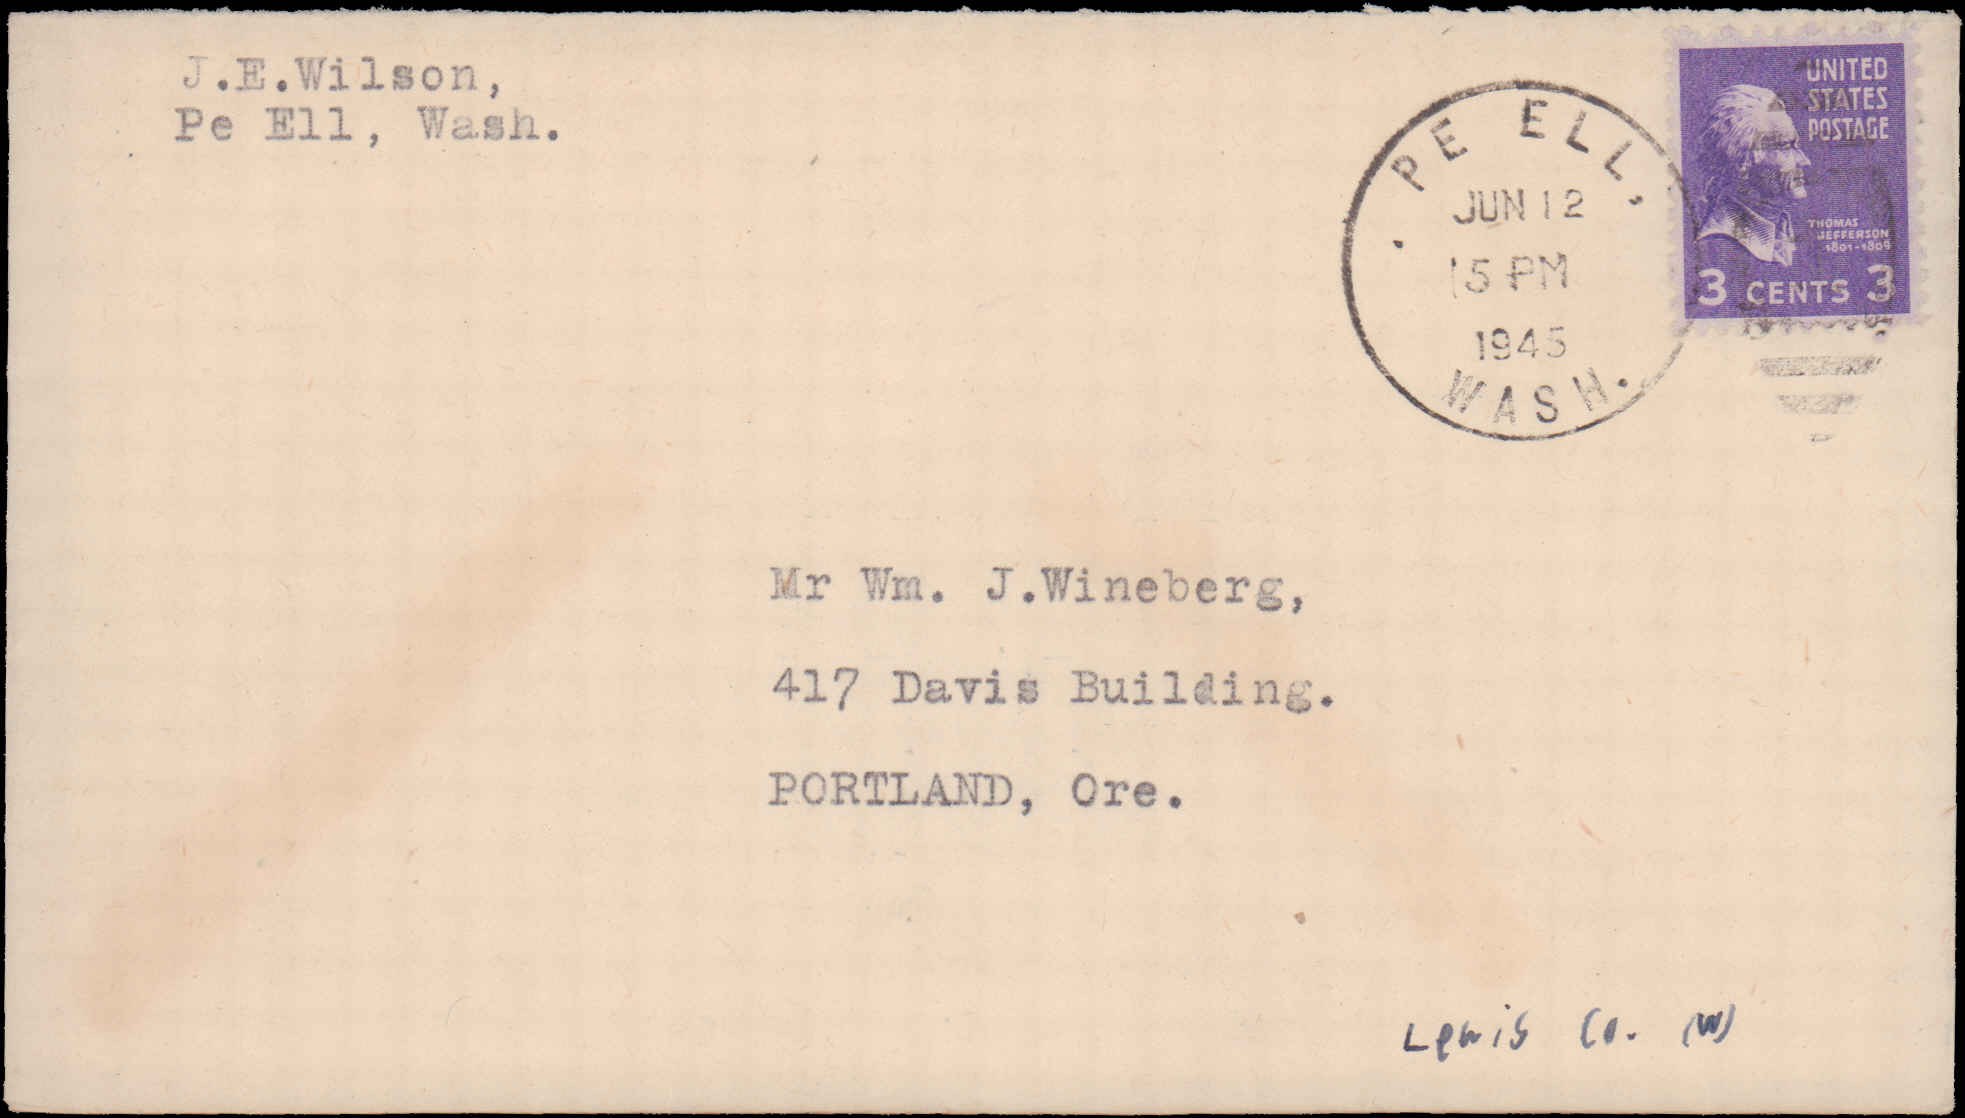 J.E.Wilson,
Pe Ell, Wash.
PE ELL,
JUN 12
5 PM
1945
WASH.
UNITED
STATES
POSTAGE
THOMAS
JEFFERSON
1801-1809
3 CENTS 3
Mr Wm. J.Wineberg,
417 Davis Building.
PORTLAND, Ore.
Lewis Co. (W)